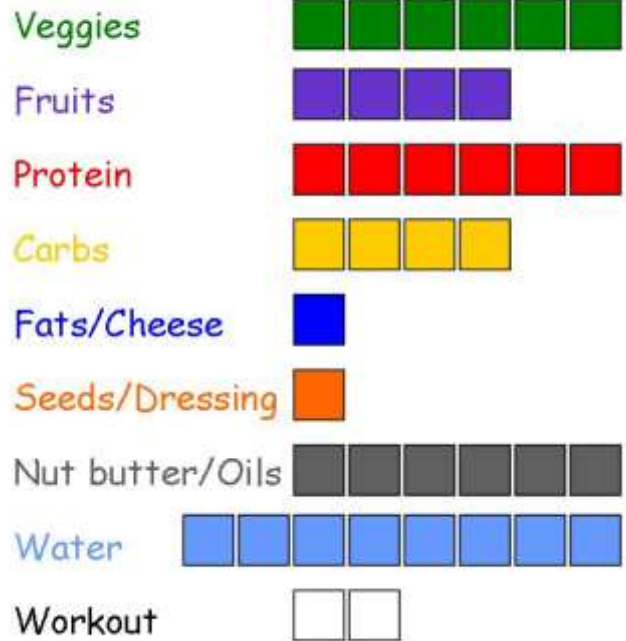 Veggies
Fruits
Protein
Carbs
Fats/Cheese
Seeds/Dressing
Nut butter/Oils
Water
Workout